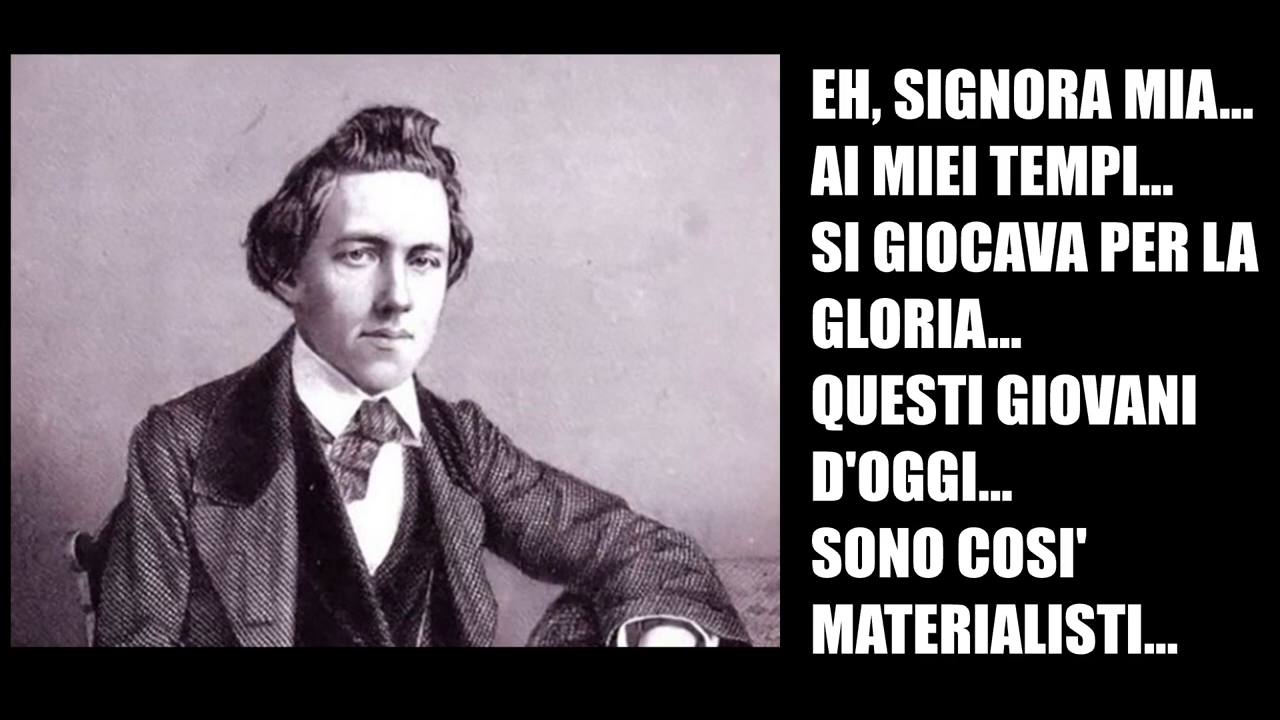 EH, SIGNORA MIA...
AI MIEI TEMPI...
SI GIOCAVA PER LA
GLORIA...
QUESTI GIOVANI
D'OGGI...
SONO COSI'
MATERIALISTI...